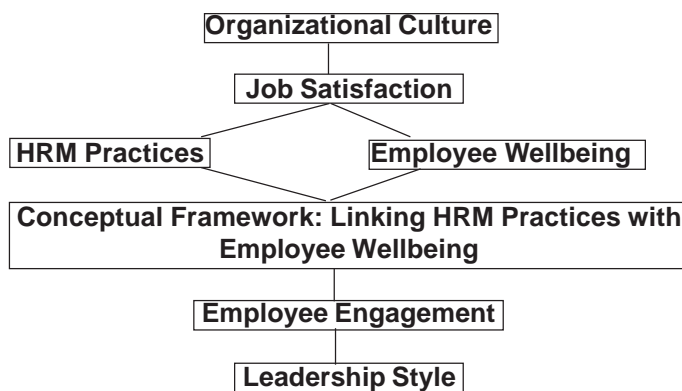 Organizational Culture
Job Satisfaction
HRM Practices
Employee Wellbeing
Conceptual Framework: Linking HRM Practices with
Employee Wellbeing
Employee Engagement
Leadership Style